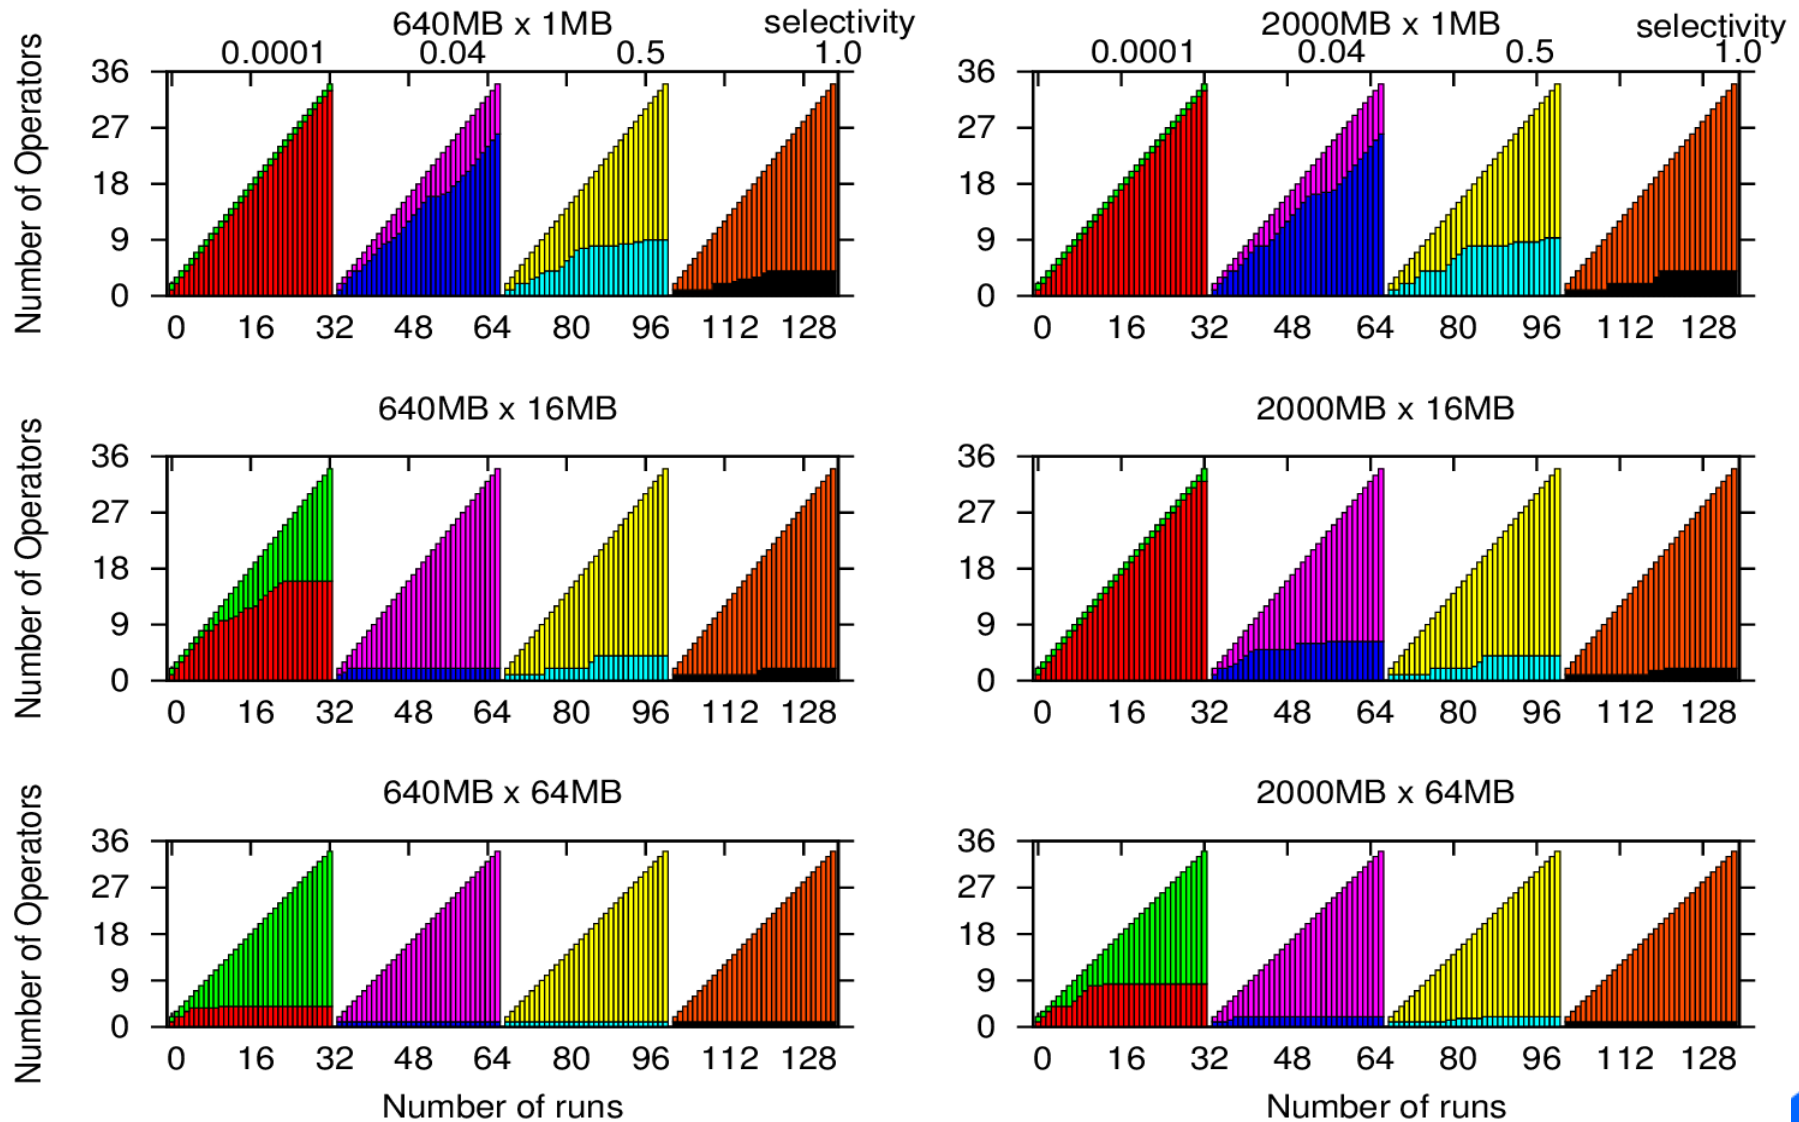 640MB x 1MB selectivity
0.0001 0.04 0.5 1.0
Number of Operators
36
27
18
9
0
0 16 32 48 64 80 96 112 128
2000MB x 1MB selectivity
0.0001 0.04 0.5 1.0
36
27
18
9
0
0 16 32 48 64 80 96 112 128
640MB x 16MB
Number of Operators
36
27
18
9
0
0 16 32 48 64 80 96 112 128
2000MB x 16MB
36
27
18
9
0
0 16 32 48 64 80 96 112 128
640MB x 64MB
Number of Operators
36
27
18
9
0
0 16 32 48 64 80 96 112 128
Number of runs
2000MB x 64MB
36
27
18
9
0
0 16 32 48 64 80 96 112 128
Number of runs